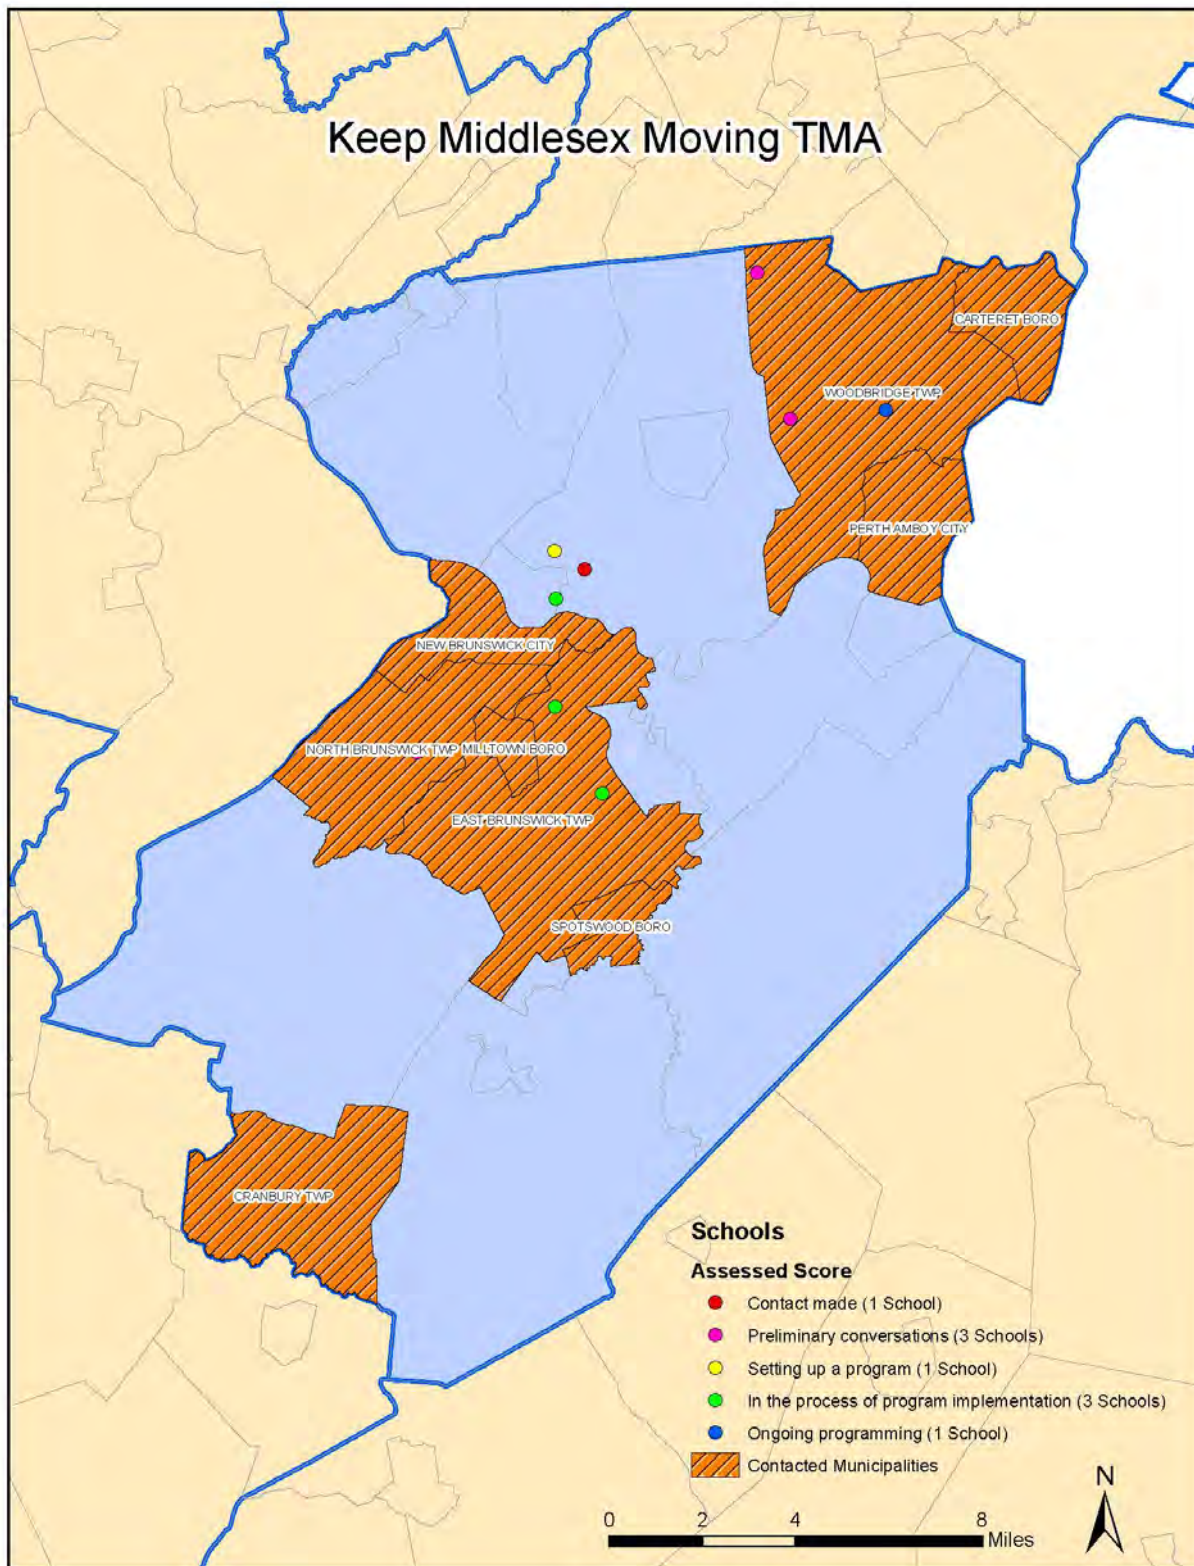 Keep Middlesex Moving TMA
CARTERET BORO
WOODBRIDGE TWP
PERTH AMBOY CITY
NEW BRUNSWICK CITY
NORTH BRUNSWICK TWP
MILLTOWN BORO
EAST BRUNSWICK TWP
SPOTSWOOD BORO
CRANBURY TWP
Schools
Assessed Score
Contact made (1 School)
Preliminary conversations (3 Schools)
Setting up a program (1 School)
In the process of program implementation (3 Schools)
Ongoing programming (1 School)
Contacted Municipalities
N
0 2 4 8
Miles